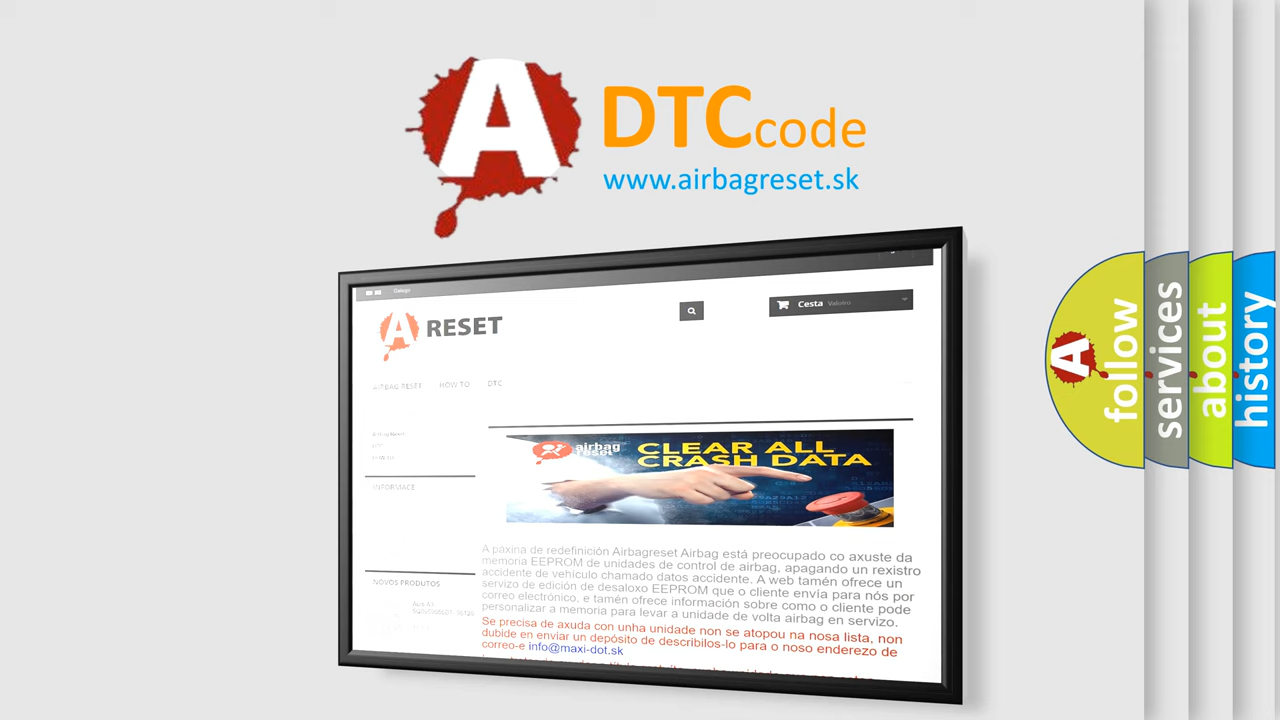 A
DTCcode
www.airbagreset.sk
Galego
A RESET
Cesta Valeiro
AIRBAG RESET HOW TO DTC
INFORMACE
NOVOS PRODUTOS
airbag
reset
CLEAR ALL
CRASH DATA
A páxina de redefinición Airbagreset Airbag está preocupado co axuste da
memoria EEPROM de unidades de control de airbag, apagando un rexistro
accidente de vehículo chamado datos accidente. A web tamén ofrece un
servizo de edición de desaloxo EEPROM que o cliente envía para nós por
correo electrónico, e tamén ofrece información sobre como o cliente pode
personalizar a memoria para levar a unidade de volta airbag en servizo.
Se precisa de axuda con unha unidade non se atopou na nosa lista, non
dubide en enviar un depósito de describilos-lo para o noso enderezo de
correo-e info@maxi-dot.sk
A
follow
services
about
history